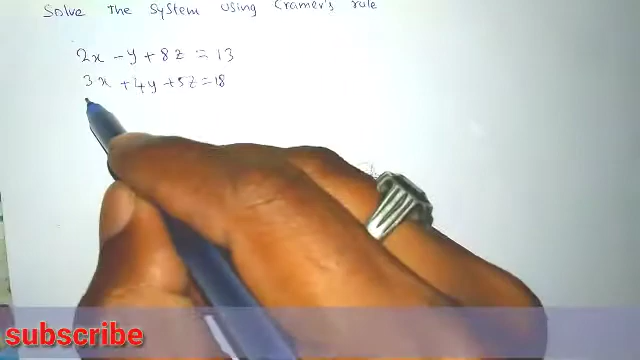 Solve The System using Cramer's rule
2x - y + 8z = 13
3x + 4y + 5z = 18
subscribe